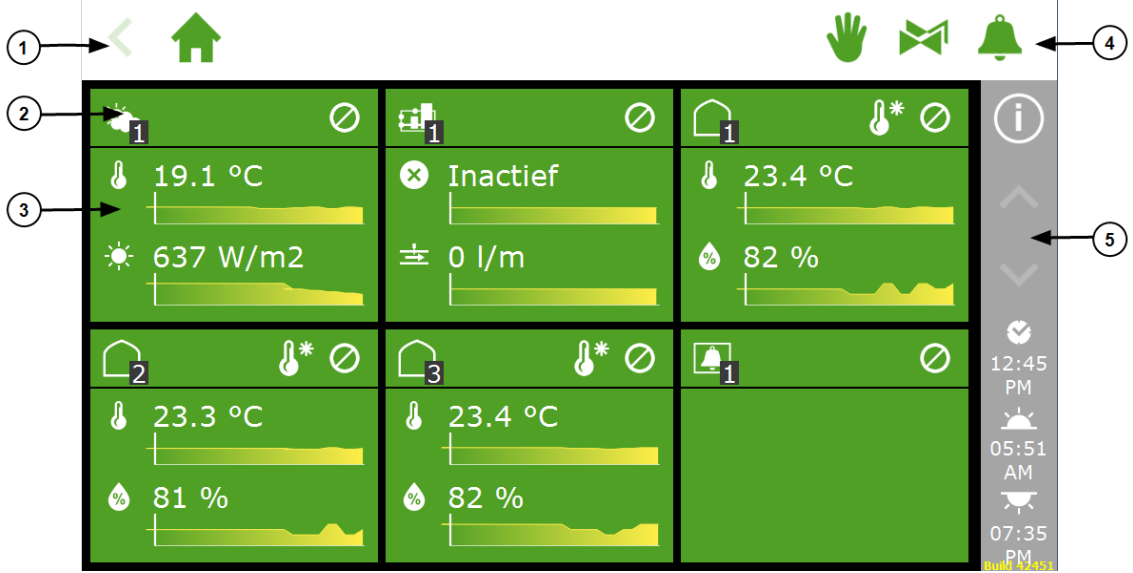 1
4
2
1
1
1
i
3
19.1 °C
Inactief
23.4 °C
5
637 W/m2
0 l/m
%
82 %
2
3
1
12:45
PM
23.3 °C
23.4 °C
05:51
AM
%
81 %
%
82 %
07:35
PM
Build 42451